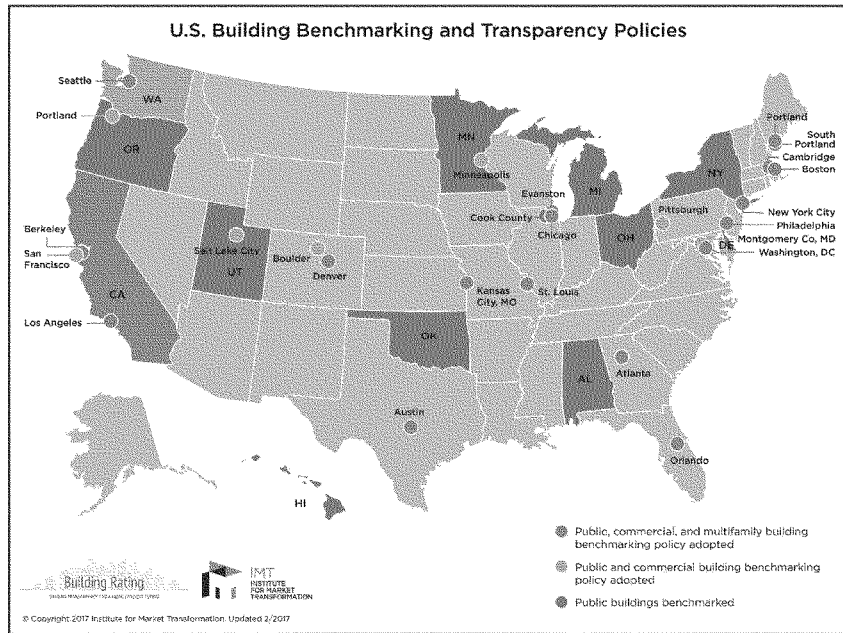 U.S. Building Benchmarking and Transparency Policies
Seattle
WA
Portland
OR
MN
Minneapolis
Evanston
Cook County
Chicago
MI
NY
Portland
South
Portland
Cambridge
Boston
New York City
Pittsburgh
Philadelphia
Montgomery Co, MD
DE
Washington, DC
OH
Berkeley
San
Francisco
Salt Lake City
UT
Boulder
Denver
Kansas
City, MO
St. Louis
CA
Los Angeles
OK
AL
Atlanta
Austin
Orlando
HI
Public, commercial, and multifamily building
benchmarking policy adopted
Public and commercial building benchmarking
policy adopted
Public buildings benchmarked
Building Rating
IMT
INSTITUTE
FOR MARKET
TRANSFORMATION
© Copyright 2017 Institute for Market Transformation. Updated 2/2017